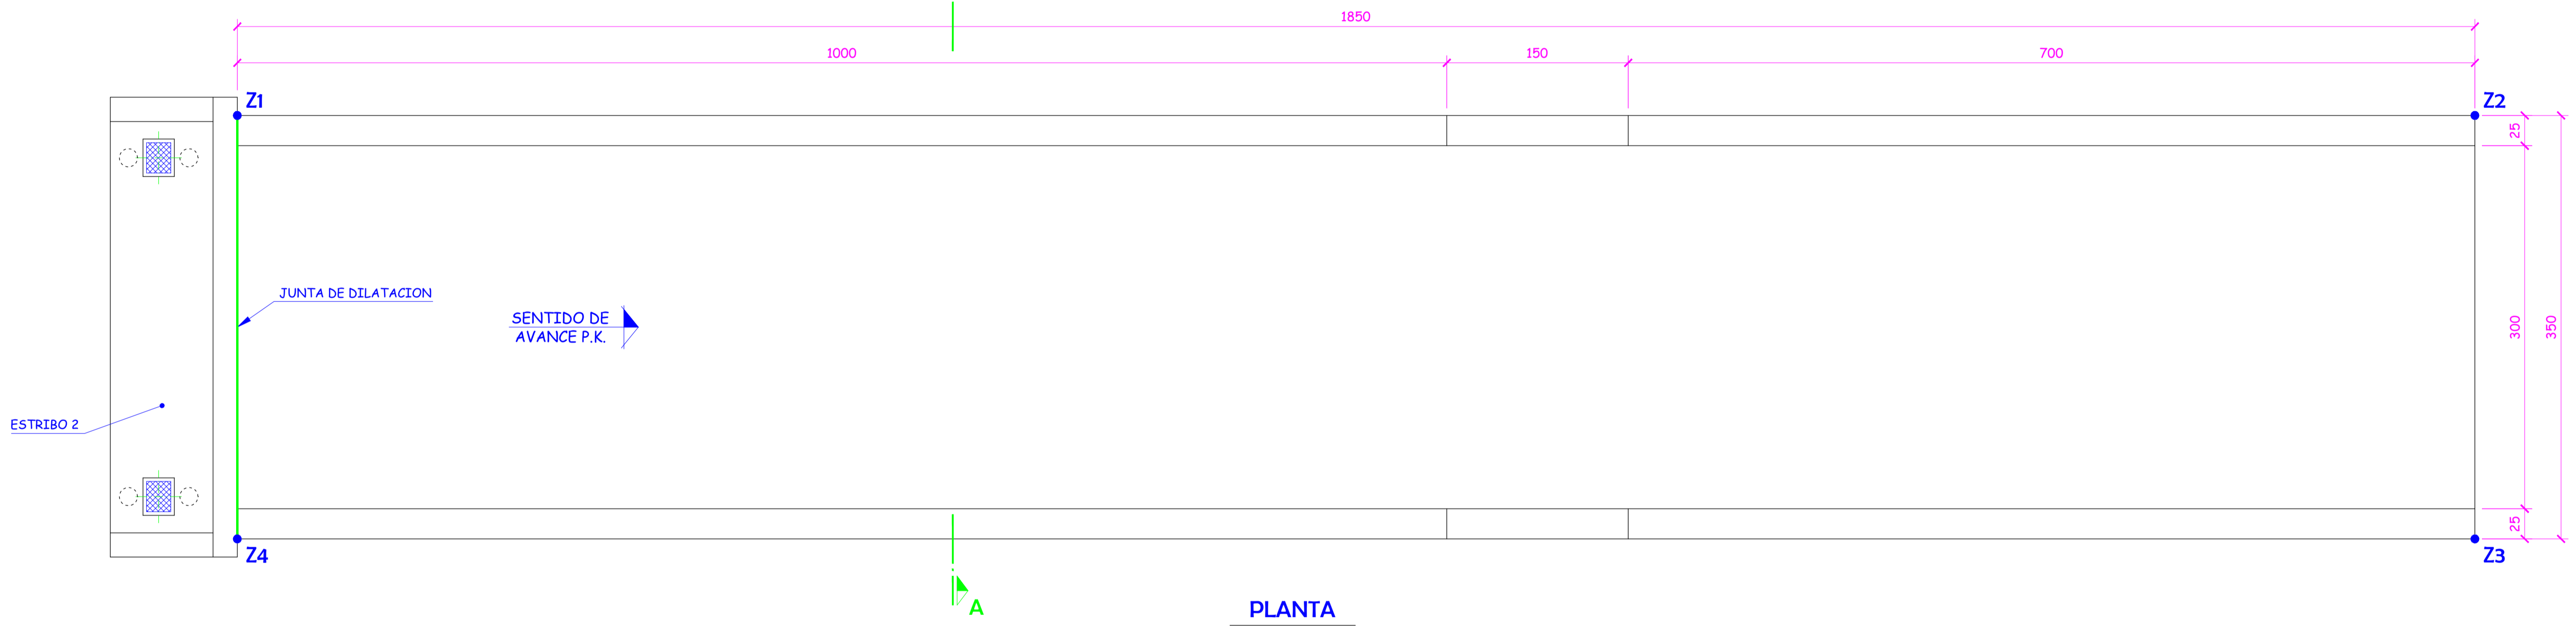 1850
1000
150
700
Z1
Z2
25
JUNTA DE DILATACION
SENTIDO DE
AVANCE P.K.
300
350
ESTRIBO 2
25
Z4
Z3
A
PLANTA